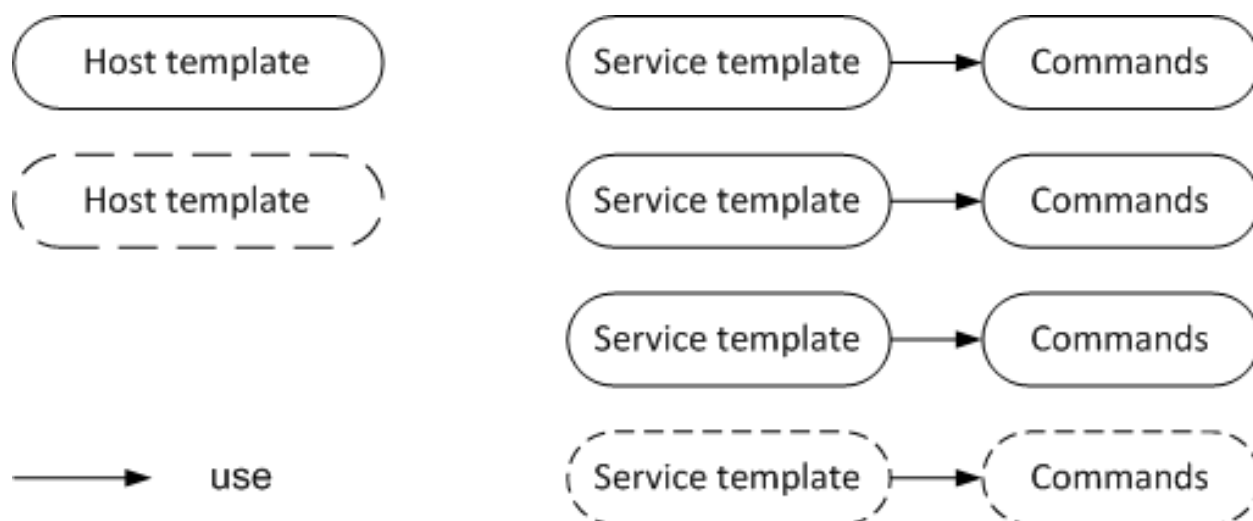 Host template
Service template
Commands
Host template
Service template
Commands
Service template
Commands
use
Service template
Commands